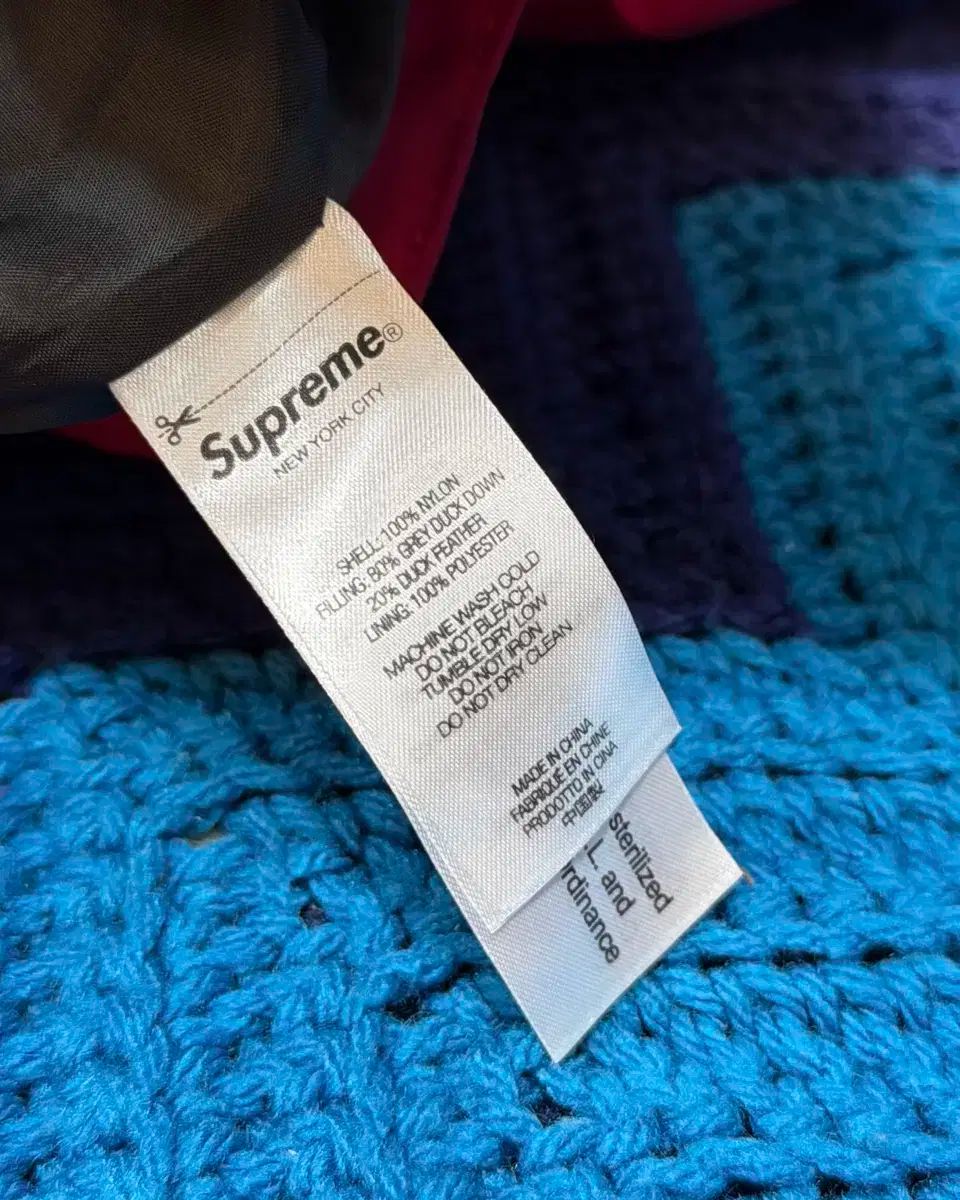 Supreme®
NEW YORK CITY
SHELL: 100% NYLON
FILLING: 80% GREY DUCK DOWN
20% DUCK FEATHER
LINING: 100% POLYESTER
MACHINE WASH COLD
DO NOT BLEACH
TUMBLE DRY LOW
DO NOT IRON
DO NOT DRY CLEAN
MADE IN CHINA
FABRIQUÉ EN CHINE
PRODOTTO IN CINA
中国製
sterilized
L and
rdinance